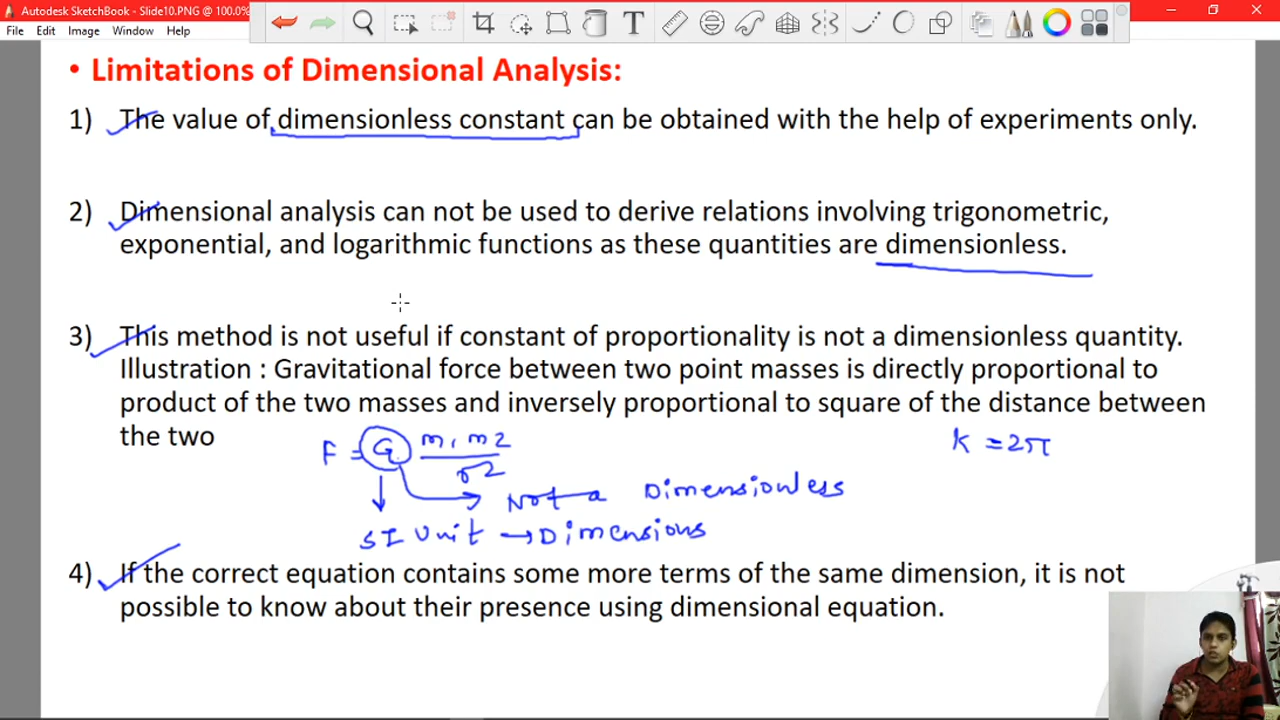 Autodesk SketchBook - Slide10.PNG @ 100.0%
File Edit Image Window Help
• Limitations of Dimensional Analysis:
1) The value of dimensionless constant can be obtained with the help of experiments only.
2) Dimensional analysis can not be used to derive relations involving trigonometric,
exponential, and logarithmic functions as these quantities are dimensionless.
3) This method is not useful if constant of proportionality is not a dimensionless quantity.
Illustration : Gravitational force between two point masses is directly proportional to
product of the two masses and inversely proportional to square of the distance between
the two
F = G m1 m2
r2
K = 2π
Not a Dimensionless
SI Unit → Dimensions
4) If the correct equation contains some more terms of the same dimension, it is not
possible to know about their presence using dimensional equation.